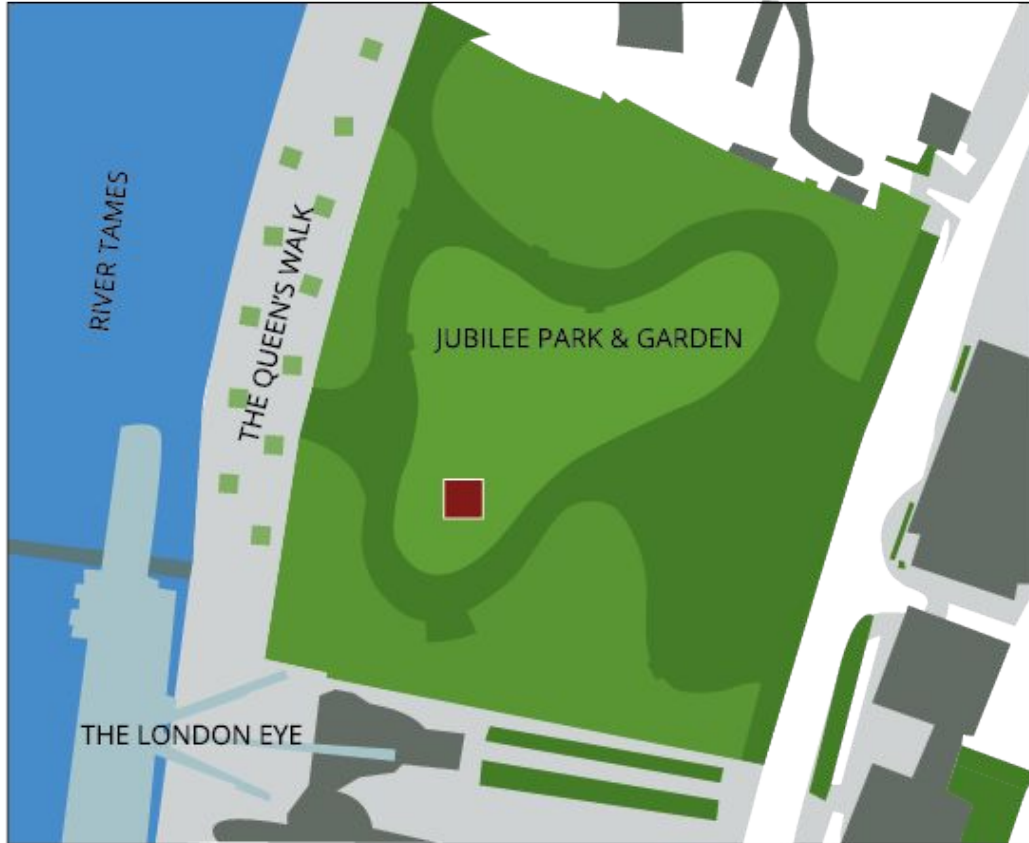 RIVER TAMES
THE QUEEN'S WALK
JUBILEE PARK & GARDEN
THE LONDON EYE